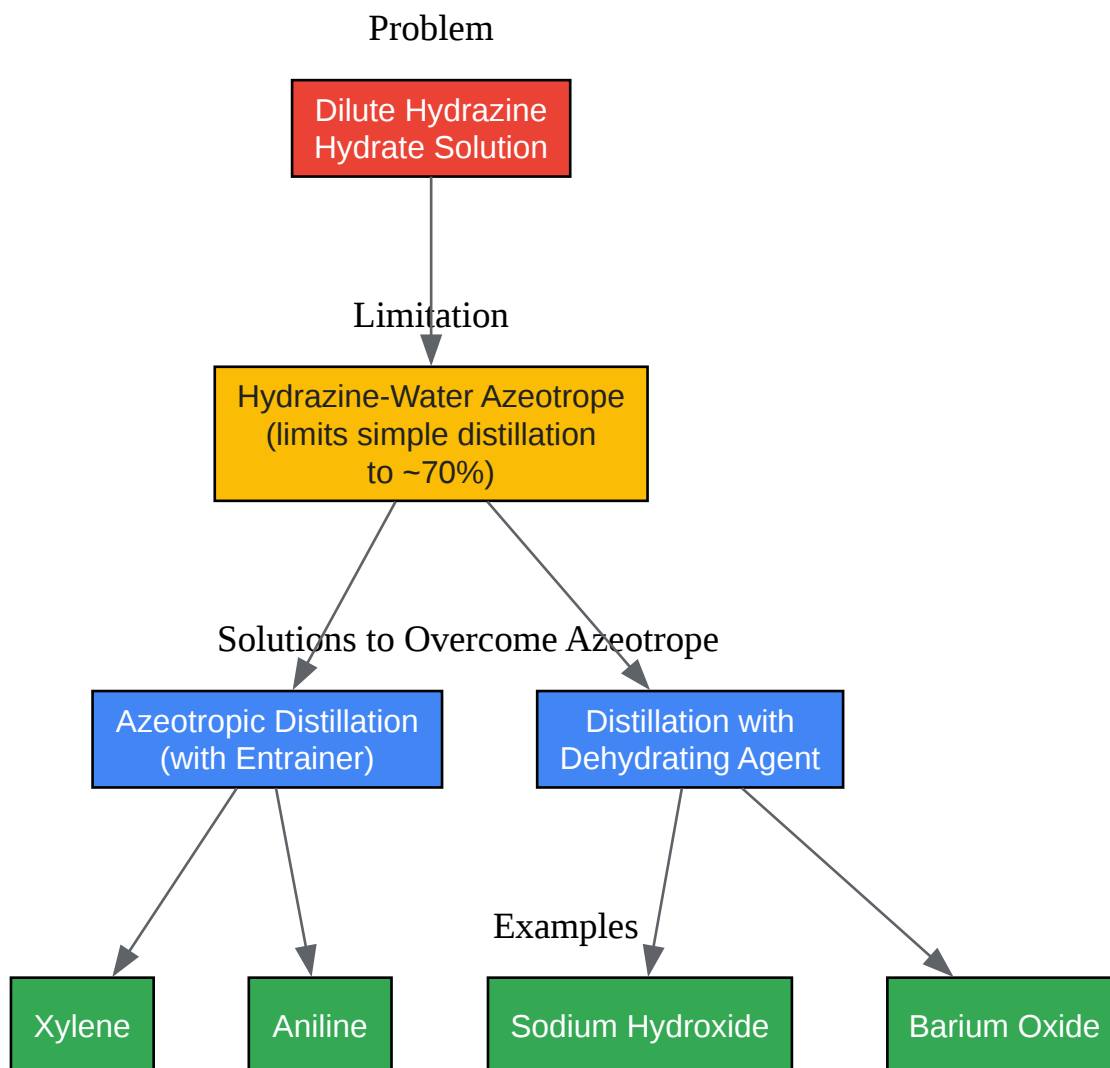 Problem
Dilute Hydrazine
Hydrate Solution
Limitation
Hydrazine-Water Azeotrope
(limits simple distillation
to ~70%)
Solutions to Overcome Azeotrope
Azeotropic Distillation
(with Entrainer)
Distillation with
Dehydrating Agent
Examples
Xylene
Aniline
Sodium Hydroxide
Barium Oxide